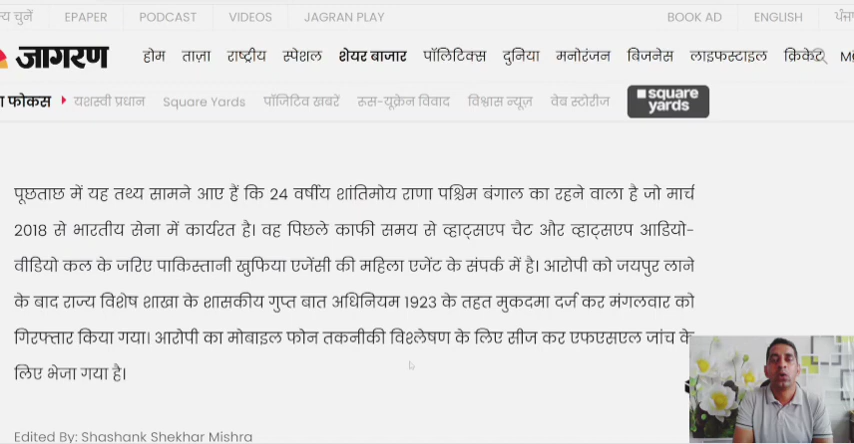 चुनें EPAPER PODCAST VIDEOS JAGRAN PLAY BOOK AD ENGLISH
जागरण होम ताज़ा राष्ट्रीय स्पेशल शेयर बाजार पॉलिटिक्स दुनिया मनोरंजन बिजनेस लाइफस्टाइल क्रिकेट
फोकस यशस्वी प्रधान Square Yards पॉजिटिव खबरें रूस-यूक्रेन विवाद विश्वास न्यूज़ वेब स्टोरीज square yards
पूछताछ में यह तथ्य सामने आए हैं कि 24 वर्षीय शांतिमोय राणा पश्चिम बंगाल का रहने वाला है जो मार्च
2018 से भारतीय सेना में कार्यरत है। वह पिछले काफी समय से व्हाट्सएप चैट और व्हाट्सएप आडियो-
वीडियो कल के जरिए पाकिस्तानी खुफिया एजेंसी की महिला एजेंट के संपर्क में है। आरोपी को जयपुर लाने
के बाद राज्य विशेष शाखा के शासकीय गुप्त बात अधिनियम 1923 के तहत मुकदमा दर्ज कर मंगलवार को
गिरफ्तार किया गया। आरोपी का मोबाइल फोन तकनीकी विश्लेषण के लिए सीज कर एफएसएल जांच के
लिए भेजा गया है।
Edited By: Shashank Shekhar Mishra